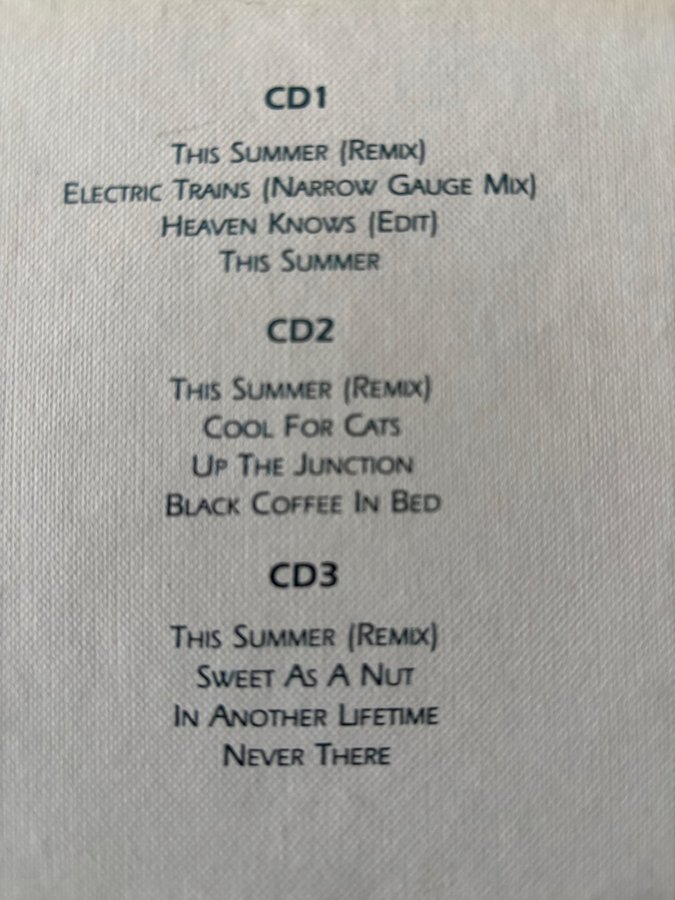 CD1
This Summer (Remix)
Electric Trains (Narrow Gauge Mix)
Heaven Knows (Edit)
This Summer
CD2
This Summer (Remix)
Cool For Cats
Up The Junction
Black Coffee In Bed
CD3
This Summer (Remix)
Sweet As A Nut
In Another Lifetime
Never There